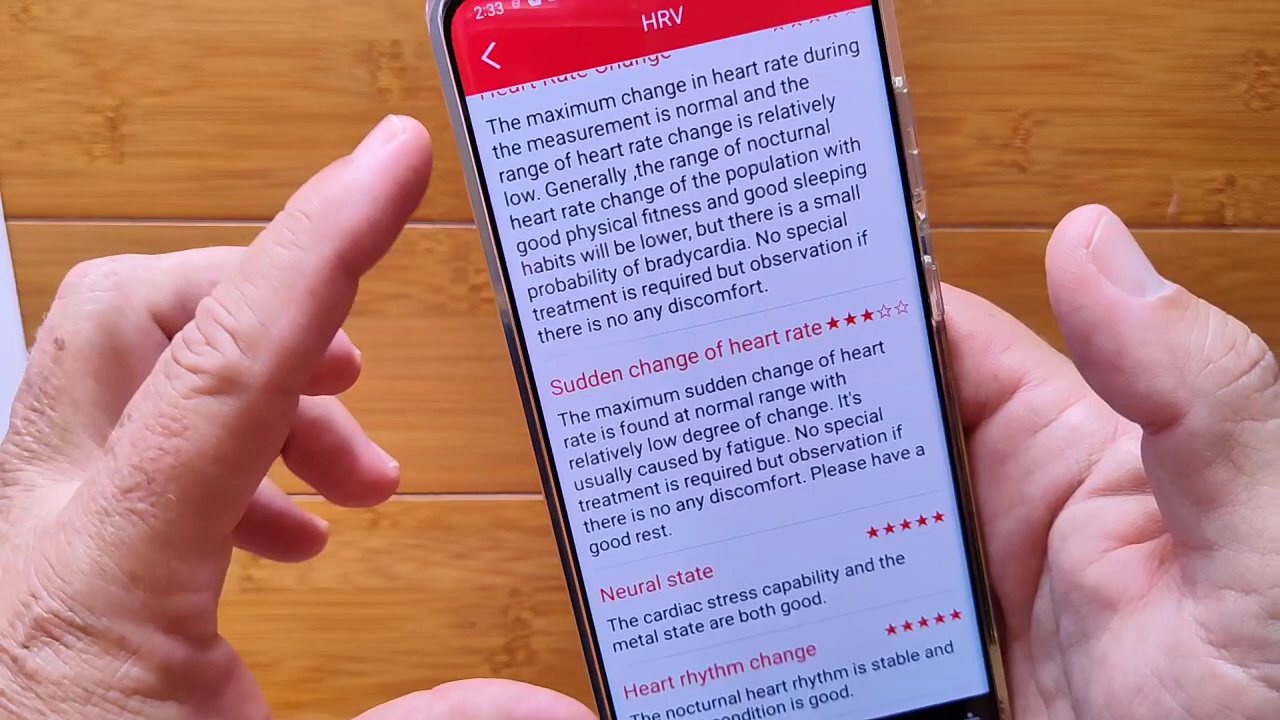 2:33
HRV
Heart Rate Change
The maximum change in heart rate during
the measurement is normal and the
range of heart rate change is relatively
low. Generally ,the range of nocturnal
heart rate change of the population with
good physical fitness and good sleeping
habits will be lower, but there is a small
probability of bradycardia. No special
treatment is required but observation if
there is no any discomfort.
Sudden change of heart rate ★★★☆☆
The maximum sudden change of heart
rate is found at normal range with
relatively low degree of change. It's
usually caused by fatigue. No special
treatment is required but observation if
there is no any discomfort. Please have a
good rest.
★★★★★
Neural state
The cardiac stress capability and the
metal state are both good.
★★★★★
Heart rhythm change
The nocturnal heart rhythm is stable and
condition is good.